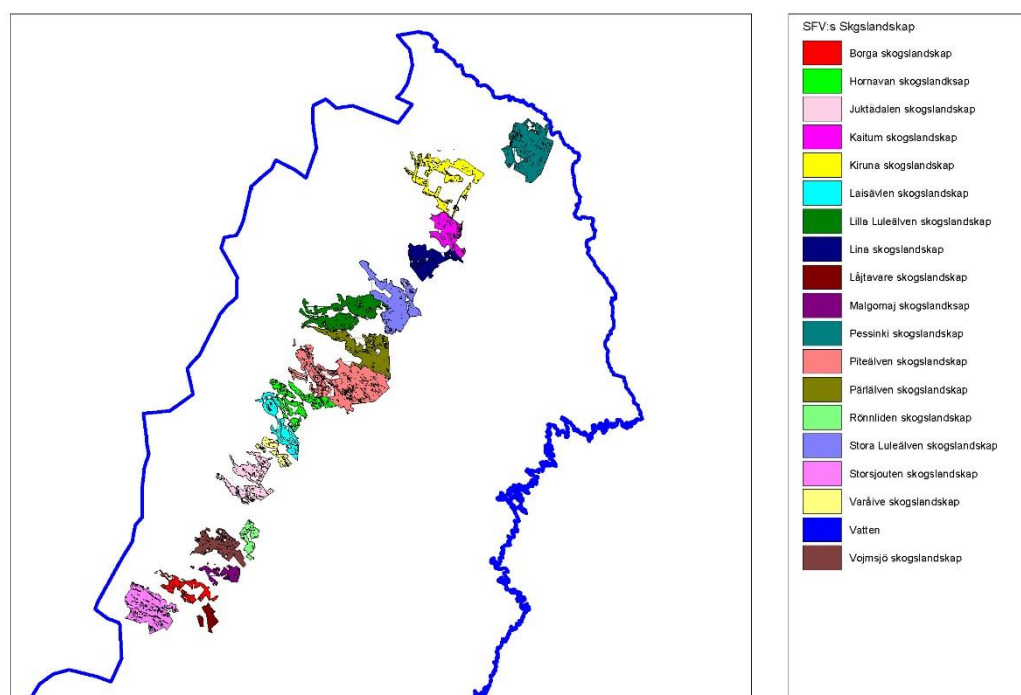 SFV:s Skgslandskap
Borga skogslandskap
Hornavan skogslandksap
Juktådalen skogslandskap
Kaitum skogslandskap
Kiruna skogslandskap
Laisävlen skogslandskap
Lilla Luleälven skogslandskap
Lina skogslandskap
Låjtavare skogslandskap
Malgomaj skogslandksap
Pessinki skogslandskap
Piteälven skogslandskap
Pärlälven skogslandskap
Rönnliden skogslandskap
Stora Luleälven skogslandskap
Storsjouten skogslandskap
Varåive skogslandskap
Vatten
Vojmsjö skogslandskap